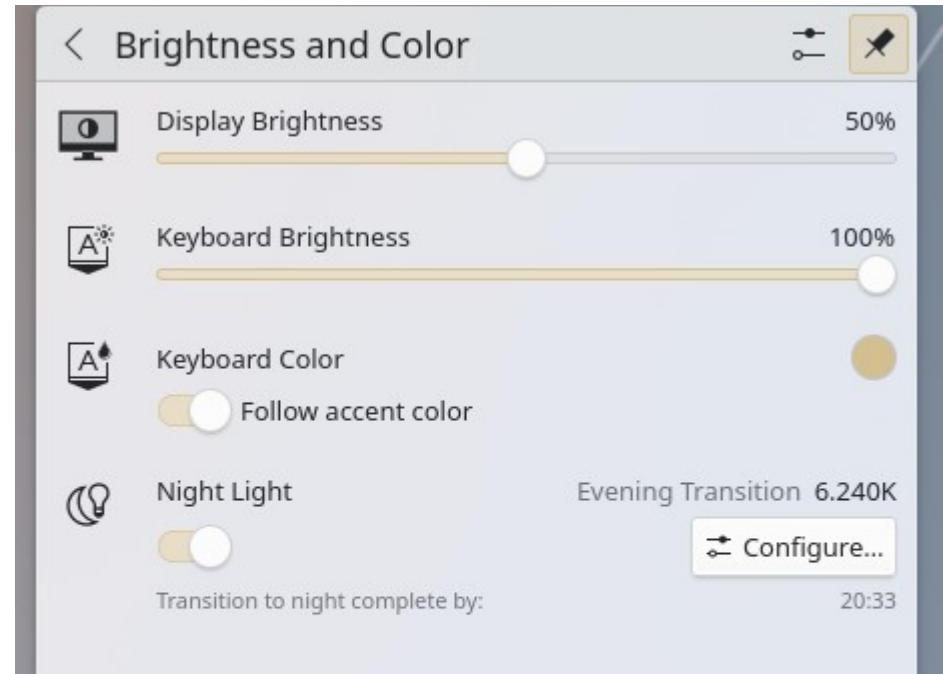 Brightness and Color
Display Brightness 50%
Keyboard Brightness 100%
Keyboard Color
Follow accent color
Night Light Evening Transition 6.240K
Configure...
Transition to night complete by: 20:33